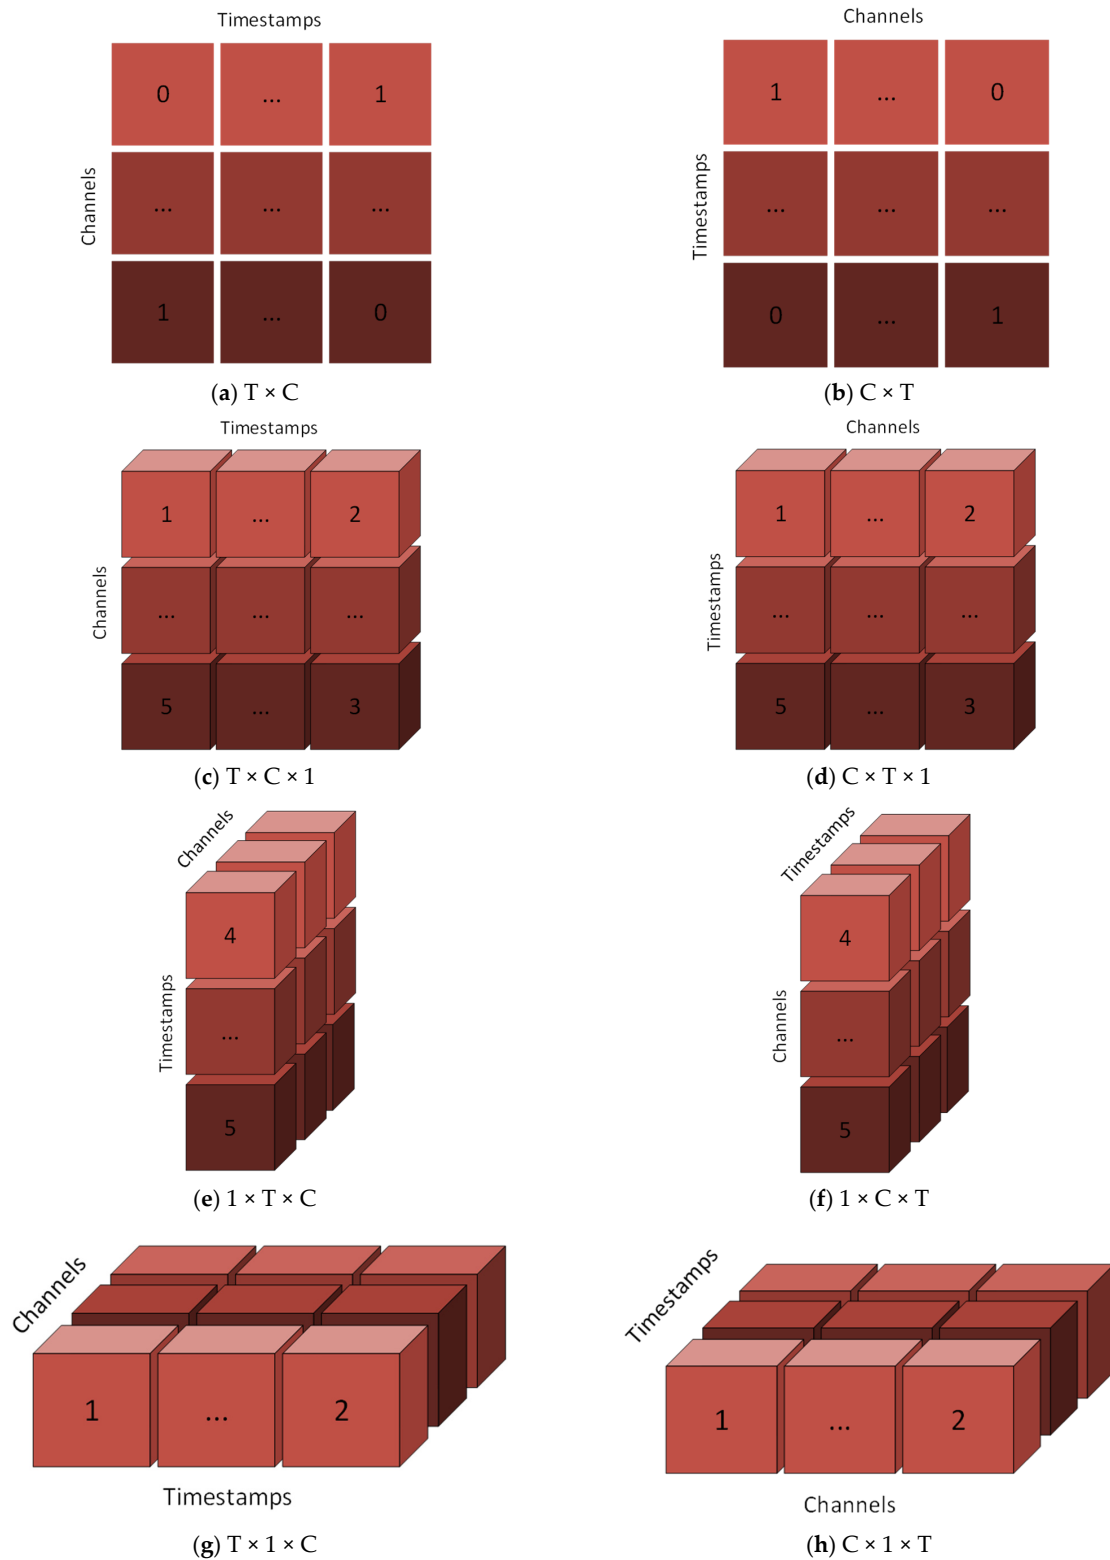 Timestamps
Channels
0 ... 1
... ... ...
1 ... 0
(a) T × C
Channels
Timestamps
1 ... 0
... ... ...
0 ... 1
(b) C × T
Timestamps
Channels
1 ... 2
... ... ...
5 ... 3
(c) T × C × 1
Channels
Timestamps
1 ... 2
... ... ...
5 ... 3
(d) C × T × 1
Channels
Timestamps
4
...
5
(e) 1 × T × C
Timestamps
Channels
4
...
5
(f) 1 × C × T
Channels
1 ... 2
Timestamps
(g) T × 1 × C
Timestamps
1 ... 2
Channels
(h) C × 1 × T